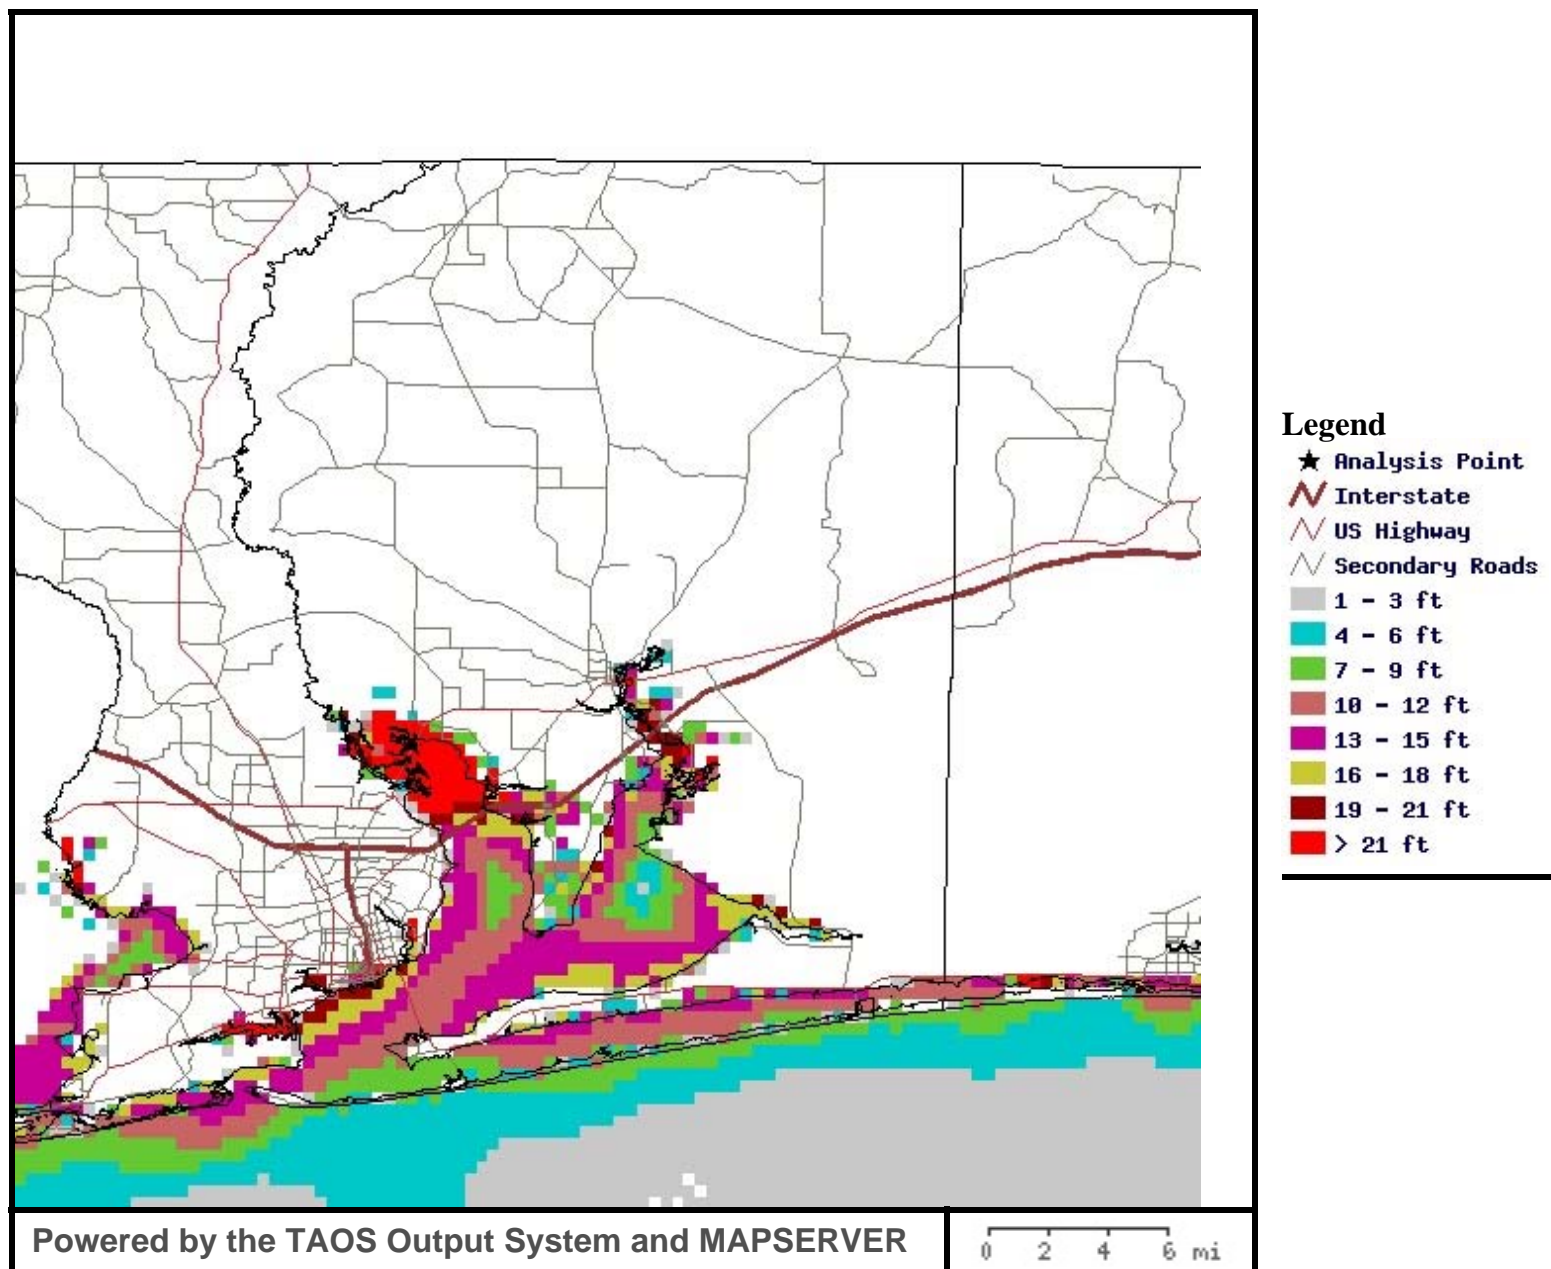 Legend
Analysis Point
Interstate
US Highway
Secondary Roads
1 - 3 ft
4 - 6 ft
7 - 9 ft
10 - 12 ft
13 - 15 ft
16 - 18 ft
19 - 21 ft
> 21 ft
Powered by the TAOS Output System and MAPSERVER
0 2 4 6 mi